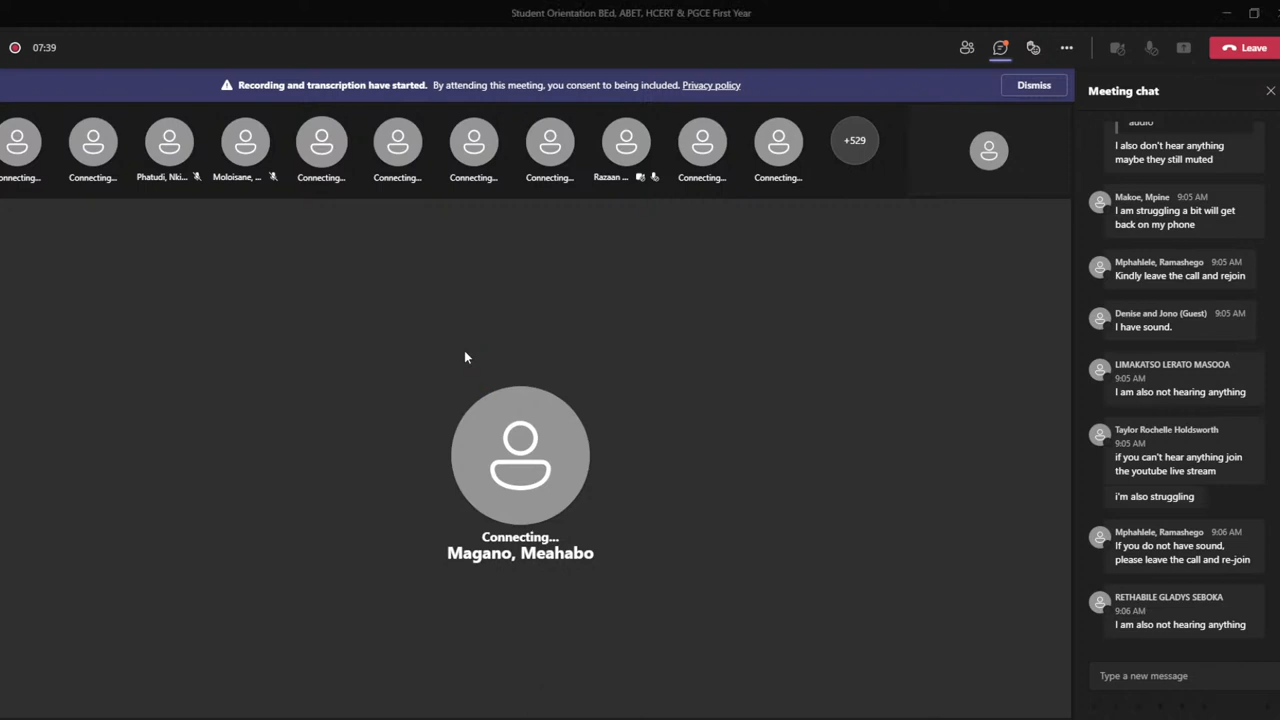 Student Orientation BEd, ABET, HCERT & PGCE First Year
07:39
Leave
Recording and transcription have started. By attending this meeting, you consent to being included. Privacy policy
Dismiss
onnecting...
Connecting...
Phatudi, Nki...
Moloisane, ...
Connecting...
Connecting...
Connecting...
Connecting...
Razaan ...
Connecting...
Connecting...
+529
Connecting...
Magano, Meahabo
Meeting chat
audio
I also don't hear anything
maybe they still muted
Makoe, Mpine 9:05 AM
I am struggling a bit will get
back on my phone
Mphahlele, Ramashego 9:05 AM
Kindly leave the call and rejoin
Denise and Jono (Guest) 9:05 AM
I have sound.
LIMAKATSO LERATO MASOOA
9:05 AM
I am also not hearing anything
Taylor Rochelle Holdsworth
9:05 AM
if you can't hear anything join
the youtube live stream
i'm also struggling
Mphahlele, Ramashego 9:06 AM
If you do not have sound,
please leave the call and re-join
RETHABILE GLADYS SEBOKA
9:06 AM
I am also not hearing anything
Type a new message